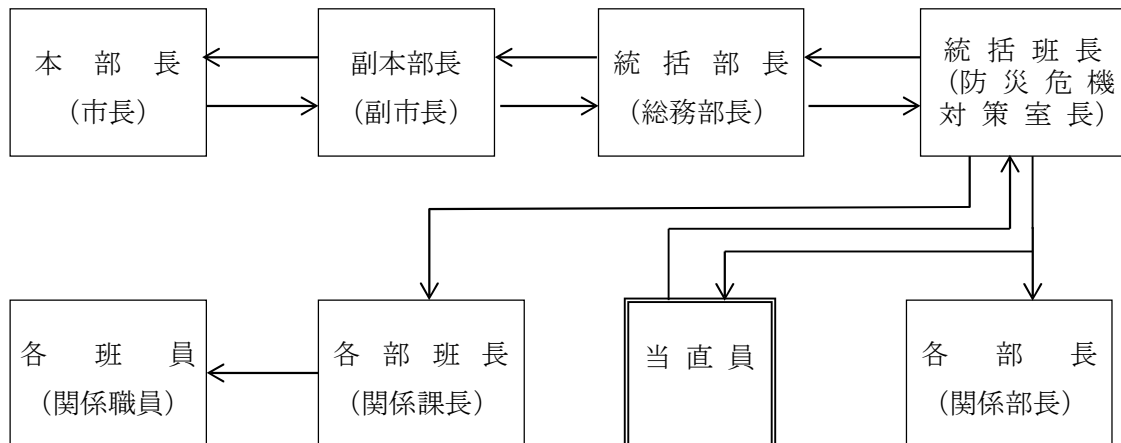 本部長
(市長)
副本部長
(副市長)
統括部長
(総務部長)
統括班長
(防災危機
対策室長)
各班員
(関係職員)
各部班長
(関係課長)
当直員
各部長
(関係部長)